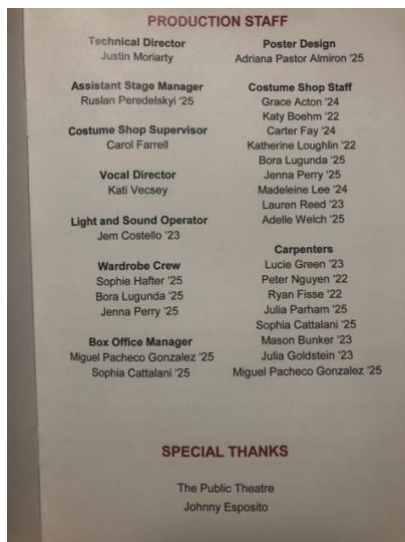 PRODUCTION STAFF
Technical Director
Justin Moriarty
Assistant Stage Manager
Ruslan Peredelskyi '25
Costume Shop Supervisor
Carol Farrell
Vocal Director
Kati Vecsey
Light and Sound Operator
Jem Costello '23
Wardrobe Crew
Sophie Hafter '25
Bora Lugunda '25
Jenna Perry '25
Box Office Manager
Miguel Pacheco Gonzalez '25
Sophia Cattalani '25
Poster Design
Adriana Pastor Almiron '25
Costume Shop Staff
Grace Acton '24
Katy Boehm '22
Carter Fay '24
Katherine Loughlin '22
Bora Lugunda '25
Jenna Perry '25
Madeleine Lee '24
Lauren Reed '23
Adelle Welch '25
Carpenters
Lucie Green '23
Peter Nguyen '22
Ryan Fisse '22
Julia Parham '25
Sophia Cattalani '25
Mason Bunker '23
Julia Goldstein '23
Miguel Pacheco Gonzalez '25
SPECIAL THANKS
The Public Theatre
Johnny Esposito